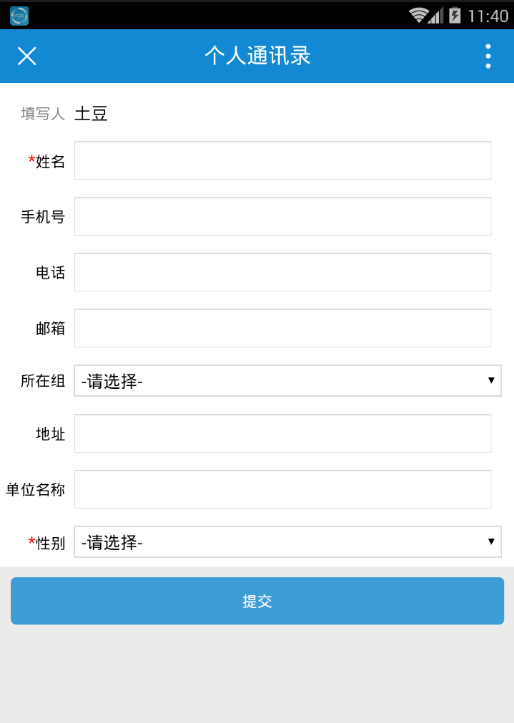 11:40
个人通讯录
填写人 土豆
*姓名
手机号
电话
邮箱
所在组 -请选择-
地址
单位名称
*性别 -请选择-
提交